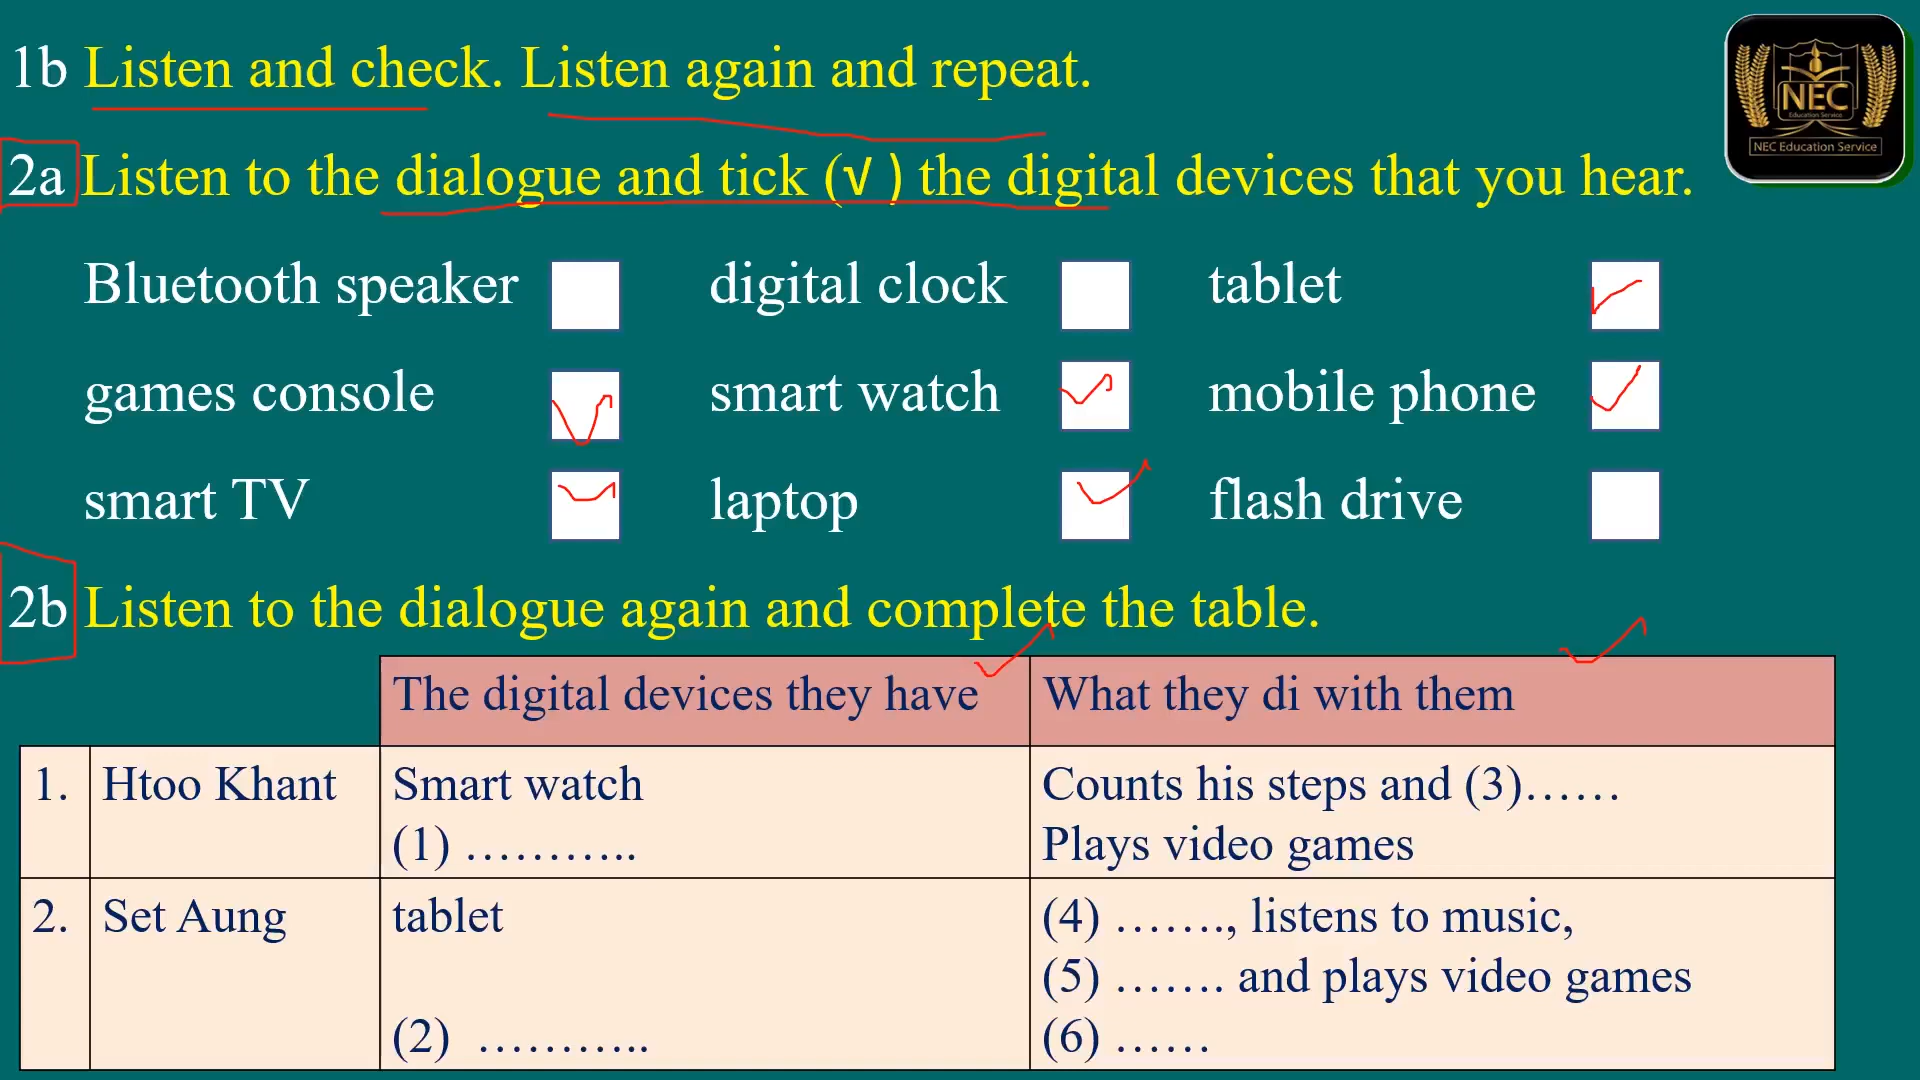 1b Listen and check. Listen again and repeat.
NEC
Education Service
NEC Education Service
2a Listen to the dialogue and tick (√ ) the digital devices that you hear.
Bluetooth speaker digital clock tablet
games console smart watch mobile phone
smart TV laptop flash drive
2b Listen to the dialogue again and complete the table.
The digital devices they have What they di with them
1. Htoo Khant Smart watch Counts his steps and (3)......
(1) ........... Plays video games
2. Set Aung tablet (4) ......., listens to music,
(5) ....... and plays video games
(2) ........... (6) ......